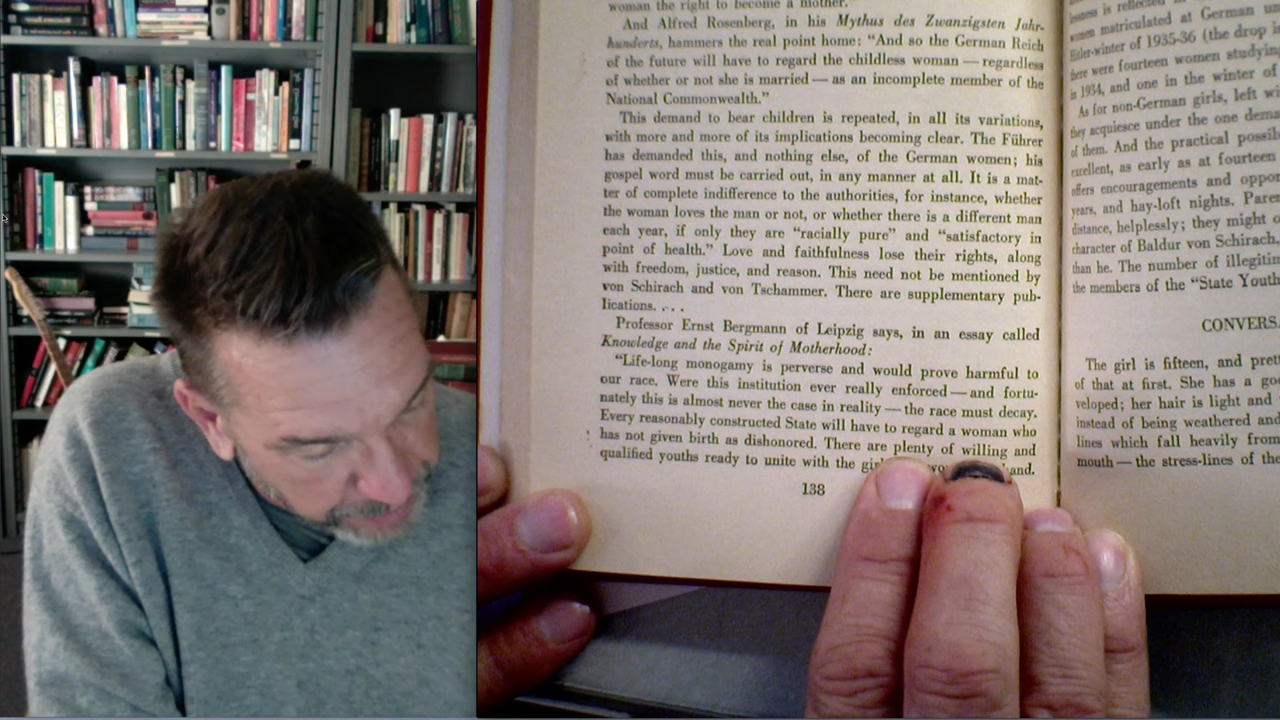 woman the right to become a mother."
And Alfred Rosenberg, in his Mythus des Zwanzigsten Jahr-
hunderts, hammers the real point home: "And so the German Reich
of the future will have to regard the childless woman — regardless
of whether or not she is married — as an incomplete member of the
National Commonwealth."
This demand to bear children is repeated, in all its variations,
with more and more of its implications becoming clear. The Führer
has demanded this, and nothing else, of the German women; his
gospel word must be carried out, in any manner at all. It is a mat-
ter of complete indifference to the authorities, for instance, whether
the woman loves the man or not, or whether there is a different man
each year, if only they are "racially pure" and "satisfactory in
point of health." Love and faithfulness lose their rights, along
with freedom, justice, and reason. This need not be mentioned by
von Schirach and von Tschammer. There are supplementary pub-
lications. . . .
Professor Ernst Bergmann of Leipzig says, in an essay called
Knowledge and the Spirit of Motherhood:
"Life-long monogamy is perverse and would prove harmful to
our race. Were this institution ever really enforced — and fortu-
nately this is almost never the case in reality — the race must decay.
Every reasonably constructed State will have to regard a woman who
has not given birth as dishonored. There are plenty of willing and
qualified youths ready to unite with the
138
is reflected
women matriculated at German
Hitler-winter of 1935-36 (the drop
there were fourteen women studying
in 1934, and one in the winter of
As for non-German girls, left
they acquiesce under the one
of them. And the practical
excellent, as early as at fourteen
offers encouragements and
years, and hay-loft nights.
distance, helplessly; they might
character of Baldur von Schirach.
than he. The number of
the members of the "State
CONVERS
The girl is fifteen, and
of that at first. She has a
veloped; her hair is light and
instead of being weathered and
lines which fall heavily from
mouth — the stress-lines of the